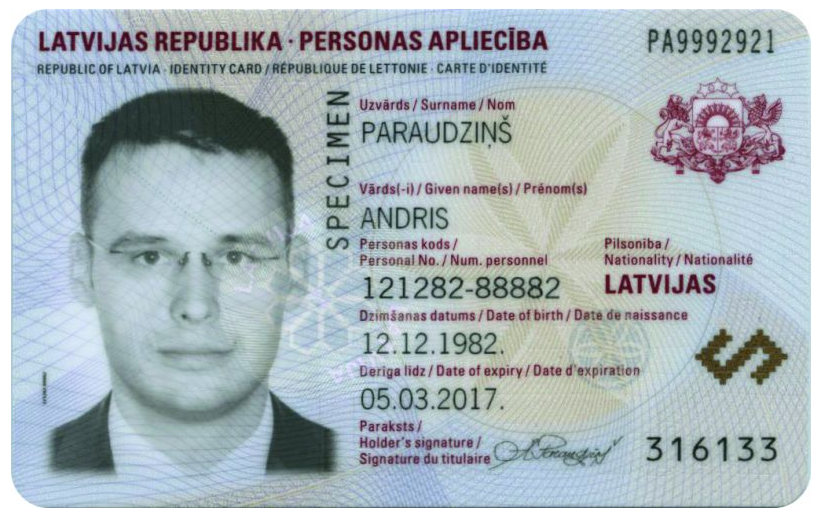 LATVIJAS REPUBLIKA · PERSONAS APLIECĪBA
PA9992921
REPUBLIC OF LATVIA · IDENTITY CARD / RÉPUBLIQUE DE LETTONIE · CARTE D'IDENTITÉ
SPECIMEN
Uzvārds / Surname / Nom
PARAUDZIŅŠ
Vārds(-i) / Given name(s) / Prénom(s)
ANDRIS
Personas kods /
Personal No. / Num. personnel
121282-88882
Pilsonība /
Nationality / Nationalité
LATVIJAS
Dzimšanas datums / Date of birth / Date de naissance
12.12.1982.
Derīga līdz / Date of expiry / Date d'expiration
05.03.2017.
Paraksts /
Holder's signature /
Signature du titulaire
316133